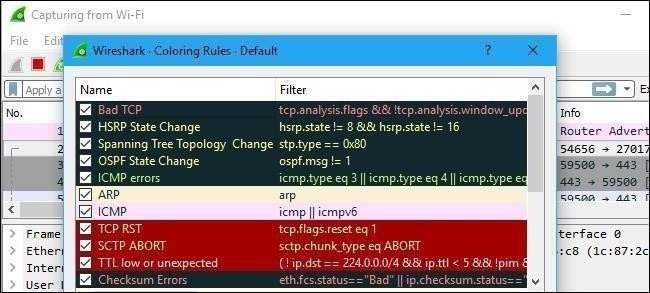 Capturing from Wi-Fi
File Edit
Wireshark · Coloring Rules · Default
Apply a
Name Filter
No. Info
Bad TCP tcp.analysis.flags && !tcp.analysis.window_upd
HSRP State Change hsrp.state != 8 && hsrp.state != 16
1 Router Advert
Spanning Tree Topology Change stp.type == 0x80
2 54656 → 27017
OSPF State Change ospf.msg != 1
3 59500 → 443 [
ICMP errors icmp.type eq 3 || icmp.type eq 4 || icmp.type eq
4 59500 → 443 [
ARP arp
5 59500 → 443 [
ICMP icmp || icmpv6
TCP RST tcp.flags.reset eq 1
Frame terface 0
SCTP ABORT sctp.chunk_type eq ABORT
Ether :c8 (1c:87:2c
TTL low or unexpected ( ! ip.dst == 224.0.0.0/4 && ip.ttl < 5 && !pim &
Inter
Checksum Errors eth.fcs.status=="Bad" || ip.checksum.status=="
User